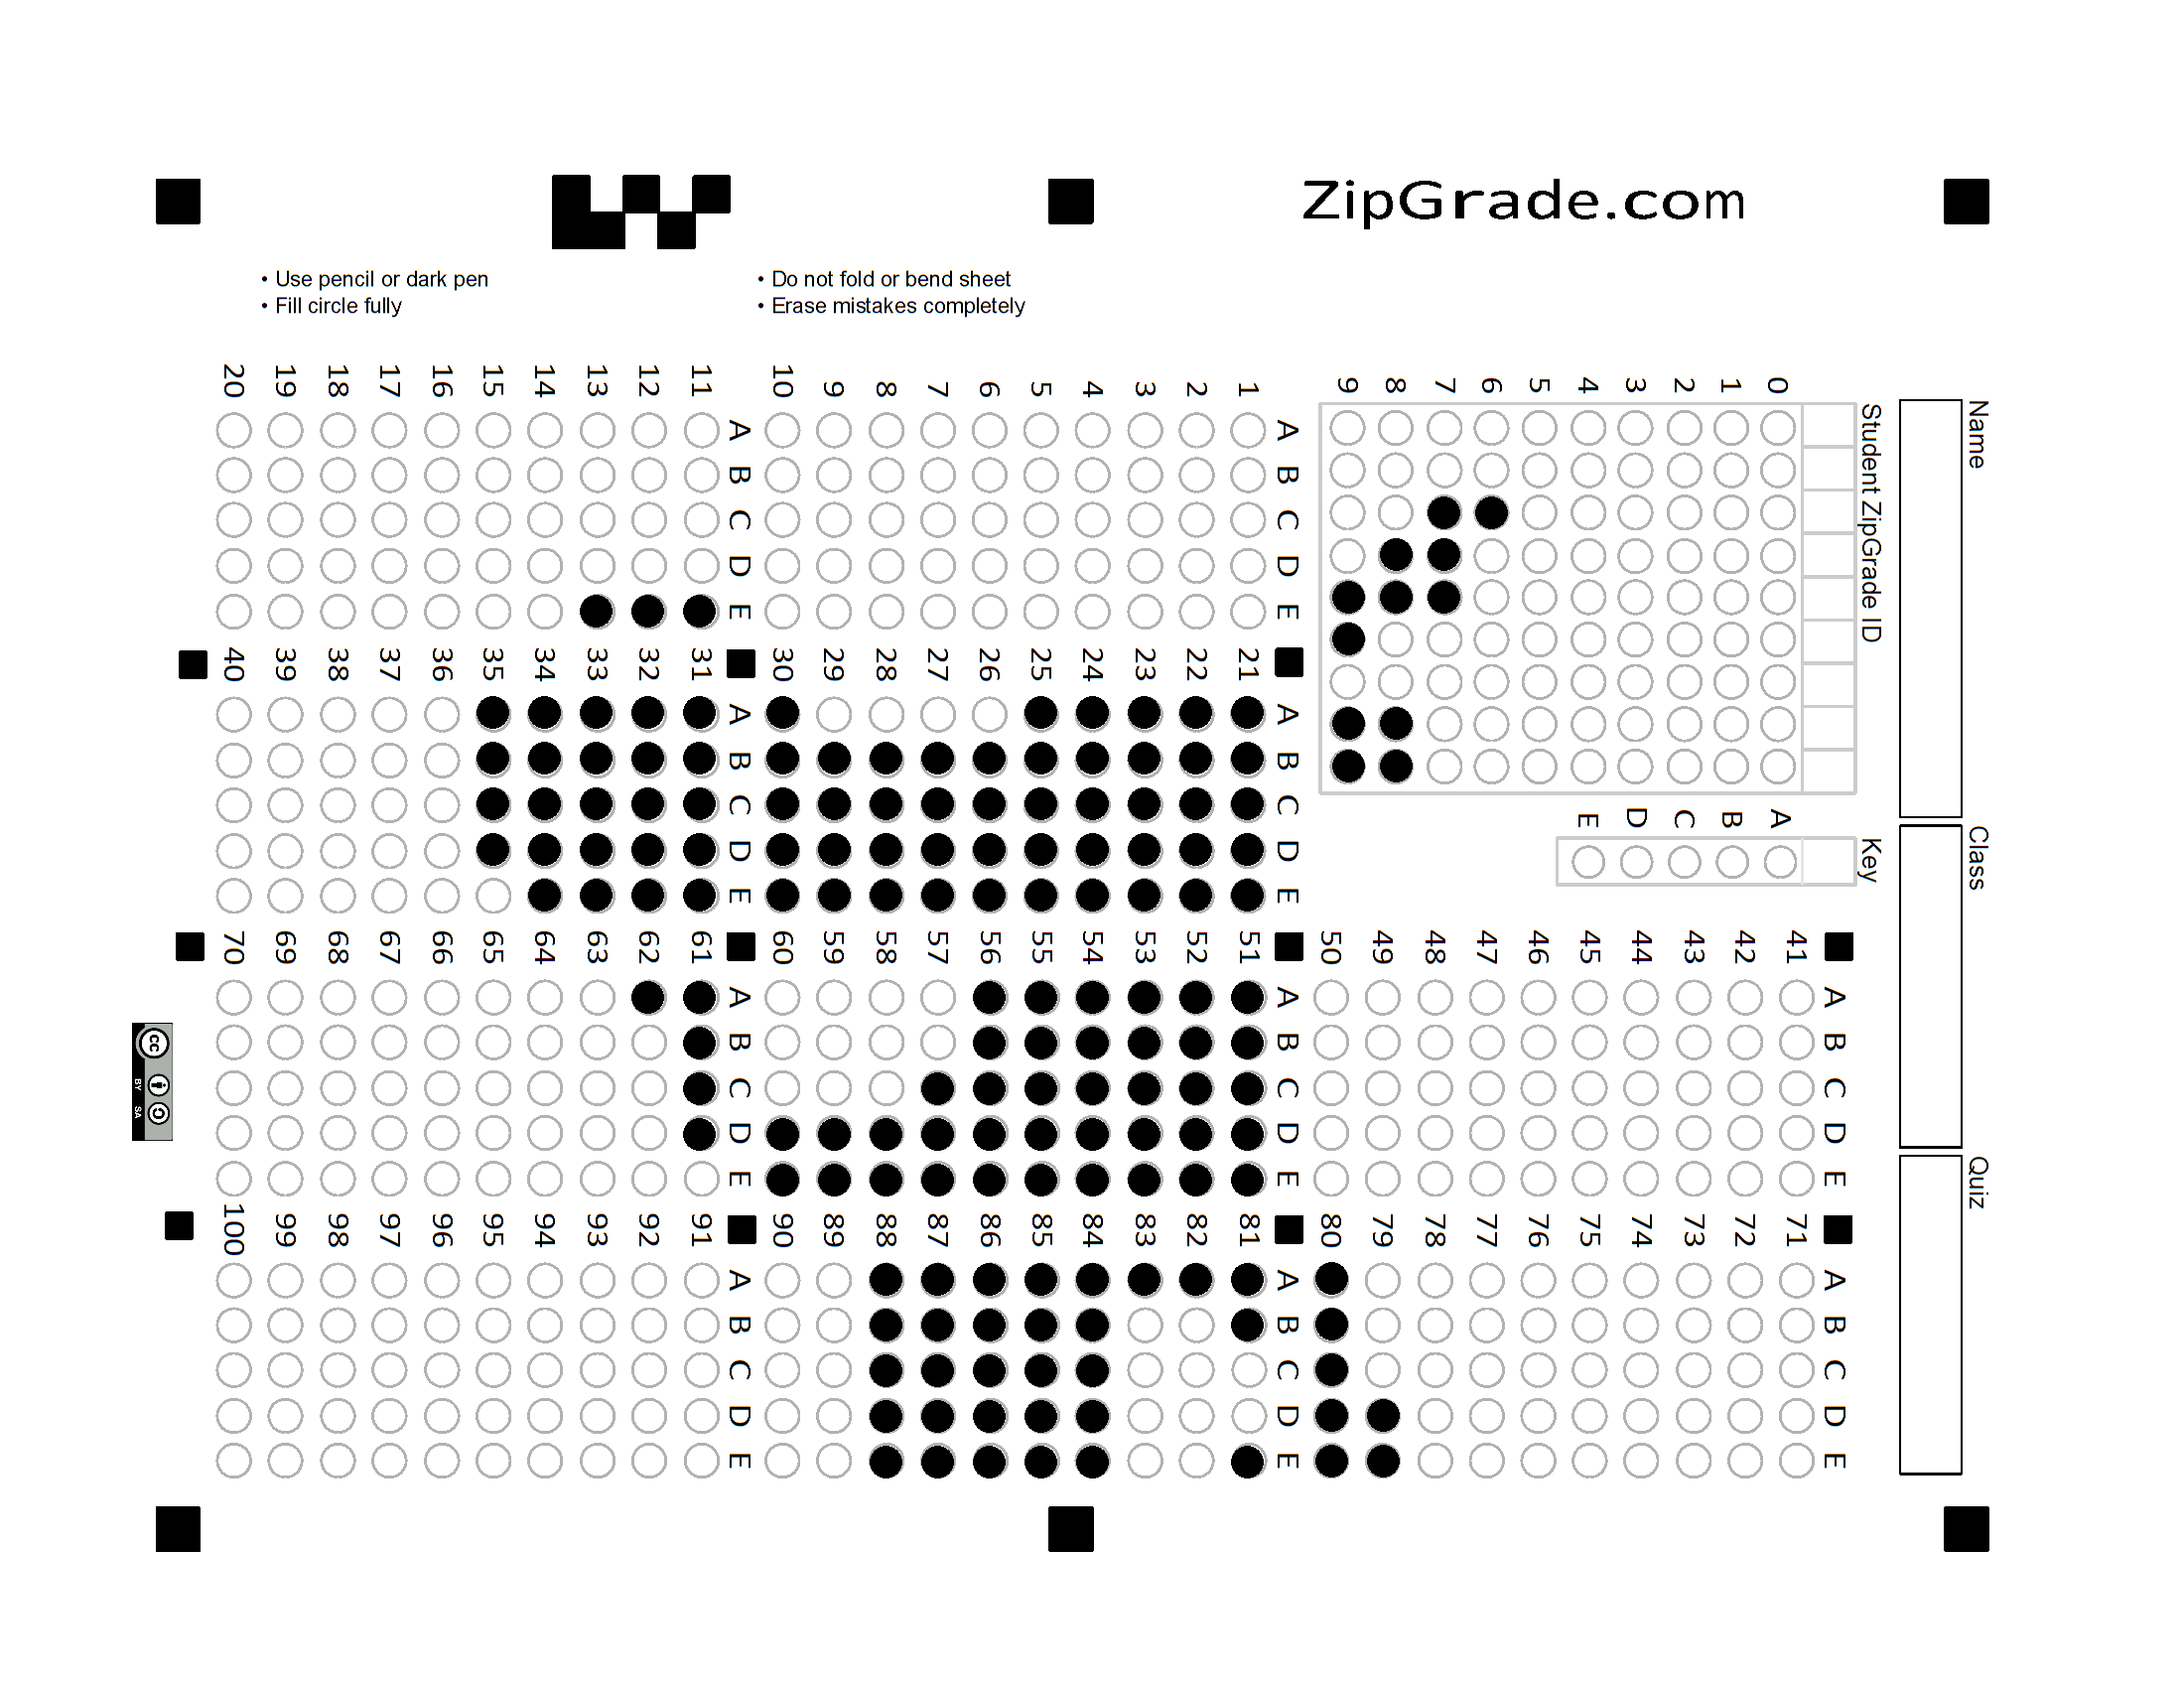 ZipGrade.com
• Use pencil or dark pen
• Fill circle fully
• Do not fold or bend sheet
• Erase mistakes completely
Name
Class
Quiz
Student ZipGrade ID
0 1 2 3 4 5 6 7 8 9
Key
A B C D E
1 2 3 4 5 6 7 8 9 10
A B C D E
11 12 13 14 15 16 17 18 19 20
A B C D E
21 22 23 24 25 26 27 28 29 30
A B C D E
31 32 33 34 35 36 37 38 39 40
A B C D E
41 42 43 44 45 46 47 48 49 50
A B C D E
51 52 53 54 55 56 57 58 59 60
A B C D E
61 62 63 64 65 66 67 68 69 70
A B C D E
71 72 73 74 75 76 77 78 79 80
A B C D E
81 82 83 84 85 86 87 88 89 90
A B C D E
91 92 93 94 95 96 97 98 99 100
A B C D E
cc BY SA